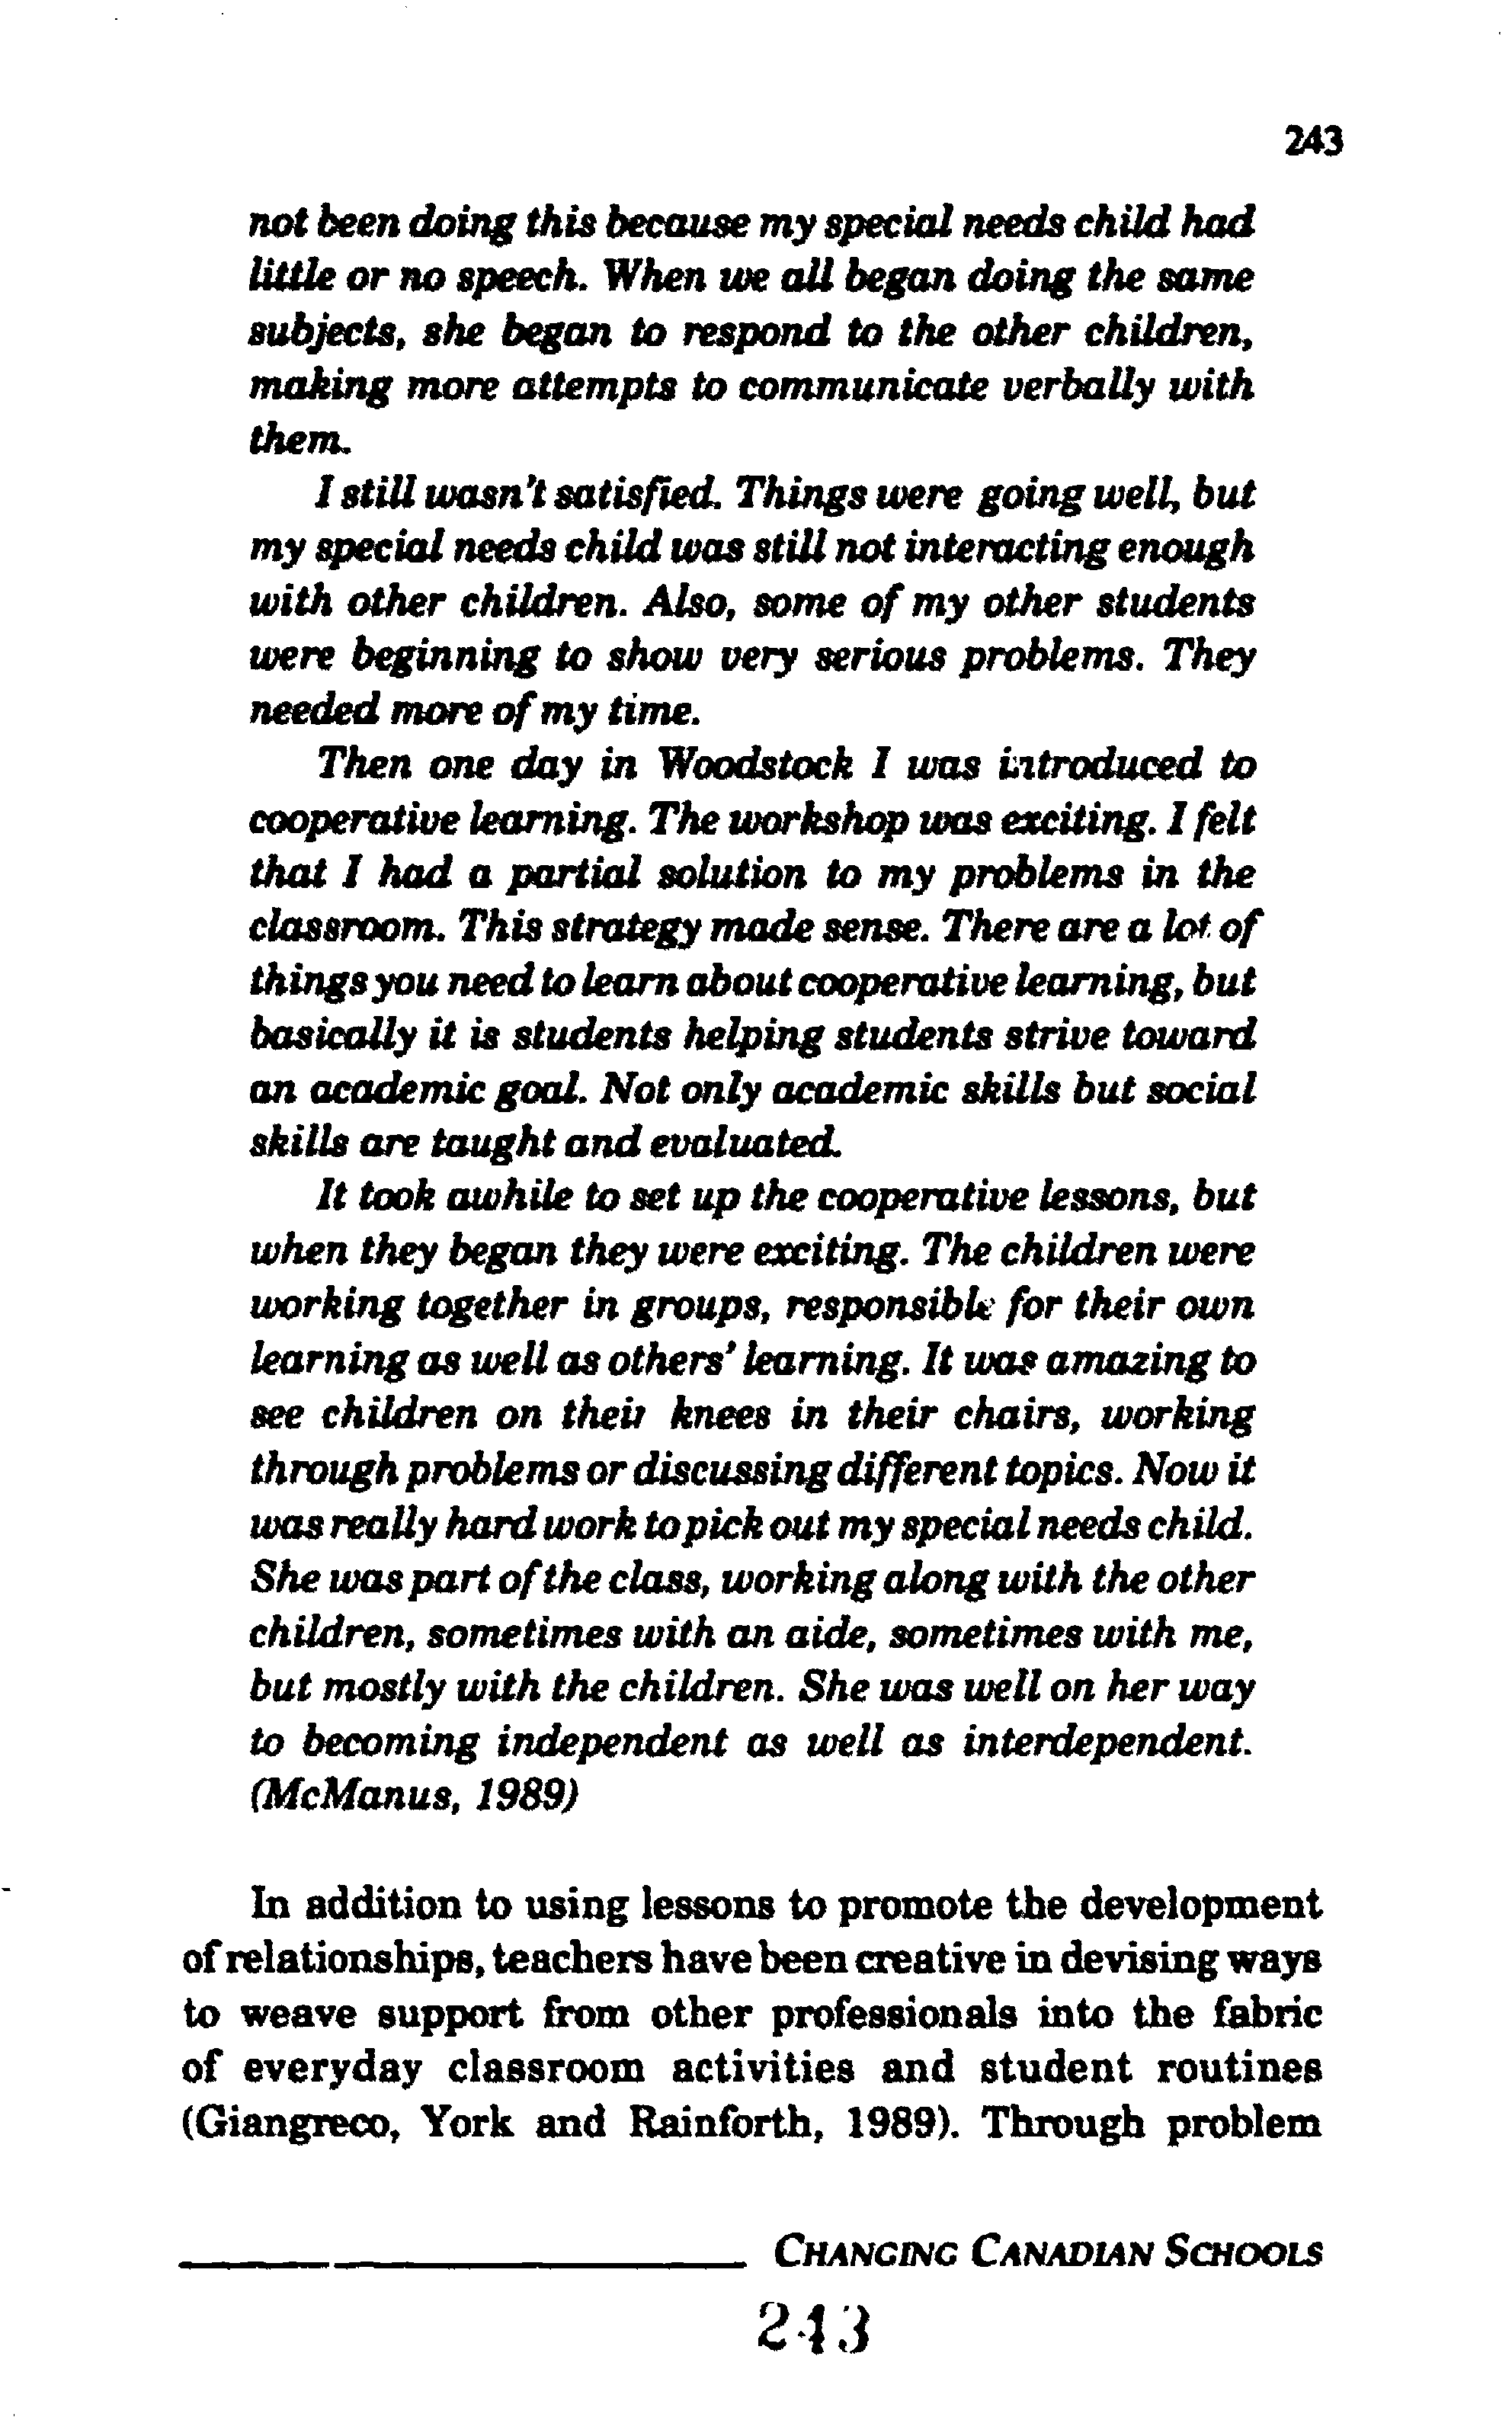 243
not been doing this because my special needs child had
little or no speech. When we all began doing the same
subjects, she began to respond to the other children,
making more attempts to communicate verbally with
them.
I still wasn't satisfied. Things were going well, but
my special needs child was still not interacting enough
with other children. Also, some of my other students
were beginning to show very serious problems. They
needed more of my time.
Then one day in Woodstock I was introduced to
cooperative learning. The workshop was exciting. I felt
that I had a partial solution to my problems in the
classroom. This strategy made sense. There are a lot of
things you need to learn about cooperative learning, but
basically it is students helping students strive toward
an academic goal. Not only academic skills but social
skills are taught and evaluated.
It took awhile to set up the cooperative lessons, but
when they began they were exciting. The children were
working together in groups, responsible for their own
learning as well as others' learning. It was amazing to
see children on their knees in their chairs, working
through problems or discussing different topics. Now it
was really hard work to pick out my special needs child.
She was part of the class, working along with the other
children, sometimes with an aide, sometimes with me,
but mostly with the children. She was well on her way
to becoming independent as well as interdependent.
(McManus, 1989)
In addition to using lessons to promote the development
of relationships, teachers have been creative in devising ways
to weave support from other professionals into the fabric
of everyday classroom activities and student routines
(Giangreco, York and Rainforth, 1989). Through problem
CHANGING CANADIAN SCHOOLS
243